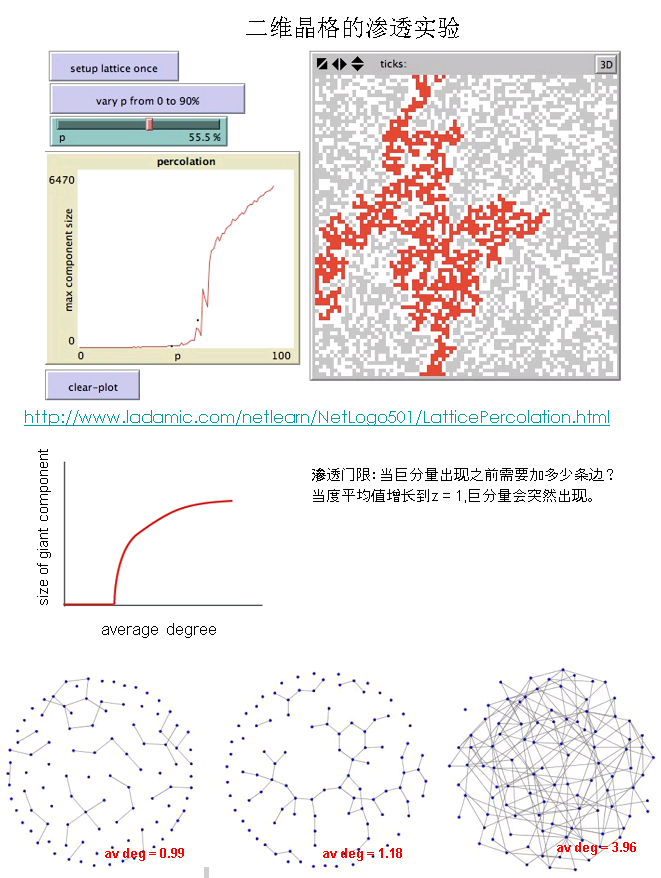 二维晶格的渗透实验
setup lattice once
vary p from 0 to 90%
p 55.5 %
percolation
6470
max component size
0
0 p 100
clear-plot
ticks: 3D
http://www.ladamic.com/netlearn/NetLogo501/LatticePercolation.html
size of giant component
average degree
渗透门限:当巨分量出现之前需要加多少条边?
当度平均值增长到z = 1,巨分量会突然出现。
av deg = 0.99
av deg = 1.18
av deg = 3.96